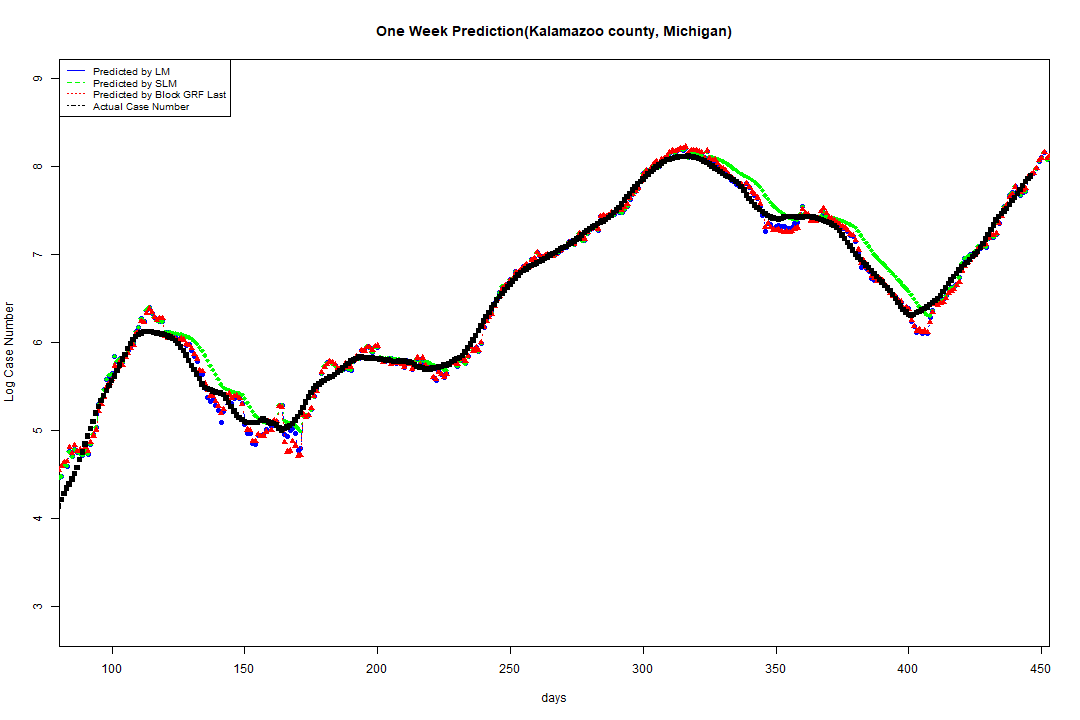 One Week Prediction(Kalamazoo county, Michigan)
Predicted by LM
Predicted by SLM
Predicted by Block GRF Last
Actual Case Number
9
8
7
6
5
4
3
Log Case Number
100 150 200 250 300 350 400 450
days